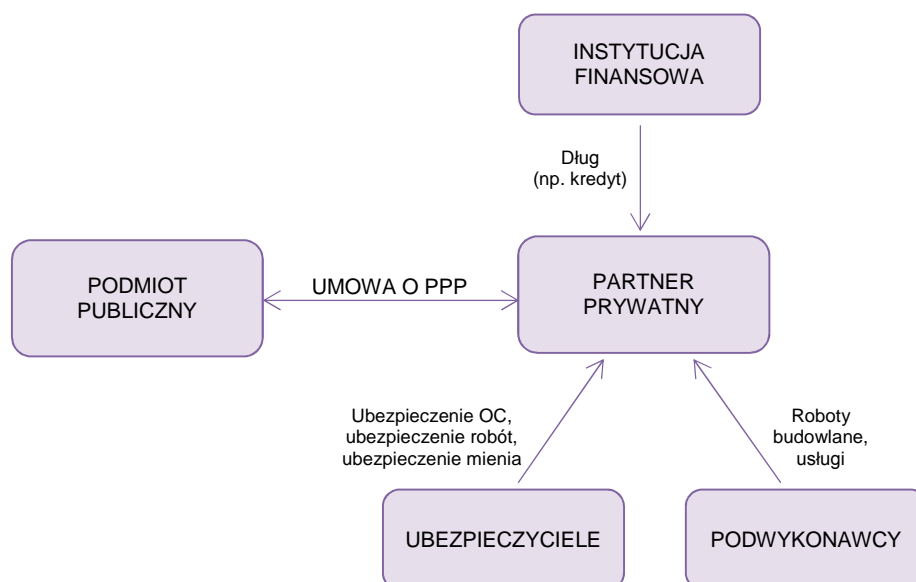 INSTYTUCJA
FINANSOWA
Dług
(np. kredyt)
PODMIOT
PUBLICZNY
UMOWA O PPP
PARTNER
PRYWATNY
Ubezpieczenie OC,
ubezpieczenie robót,
ubezpieczenie mienia
Roboty
budowlane,
usługi
UBEZPIECZYCIELE
PODWYKONAWCY